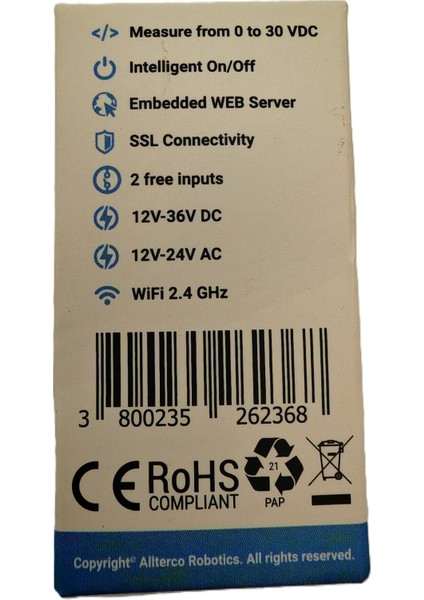 </> Measure from 0 to 30 VDC
Intelligent On/Off
Embedded WEB Server
SSL Connectivity
2 free inputs
12V-36V DC
12V-24V AC
WiFi 2.4 GHz
3 800235 262368
CE RoHS
COMPLIANT
21
PAP
Copyright© Allterco Robotics. All rights reserved.